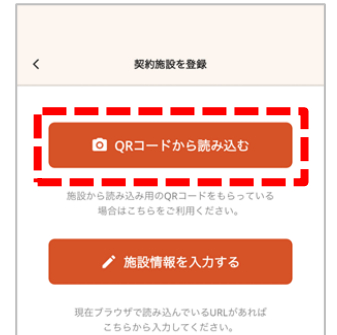 契約施設を登録
QRコードから読み込む
施設から読み込み用のQRコードをもらっている
場合はこちらをご利用ください。
施設情報を入力する
現在ブラウザで読み込んでいるURLがあれば
こちらから入力してください。